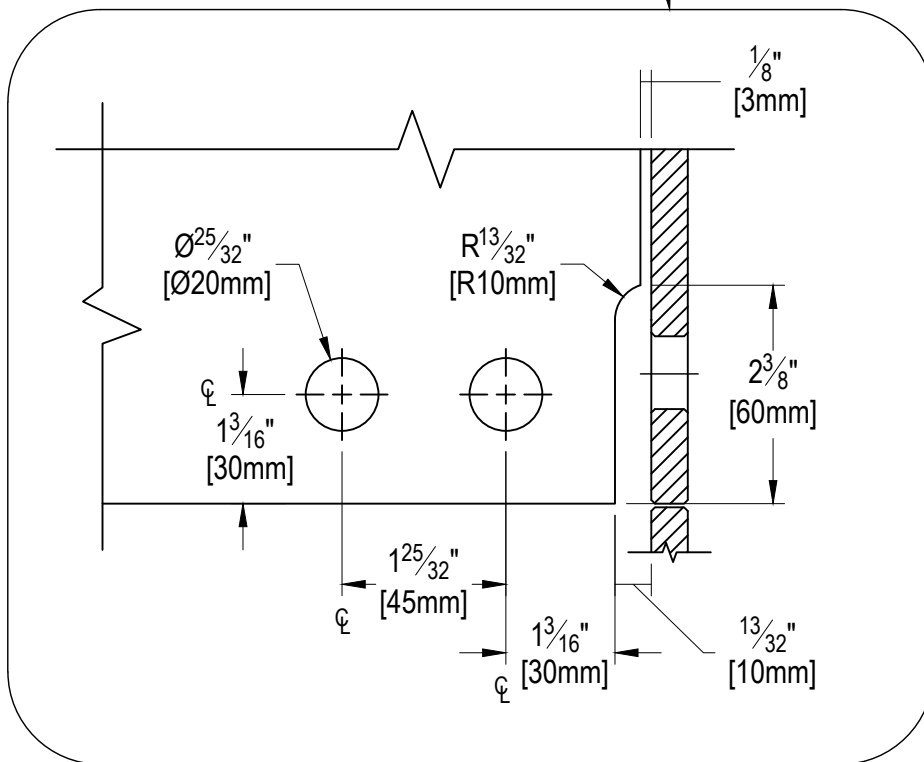 1/8"
[3mm]
Ø25/32"
[Ø20mm]
R13/32"
[R10mm]
℄
1 3/16"
[30mm]
2 3/8"
[60mm]
1 25/32"
[45mm]
℄
1 3/16"
[30mm]
℄
13/32"
[10mm]